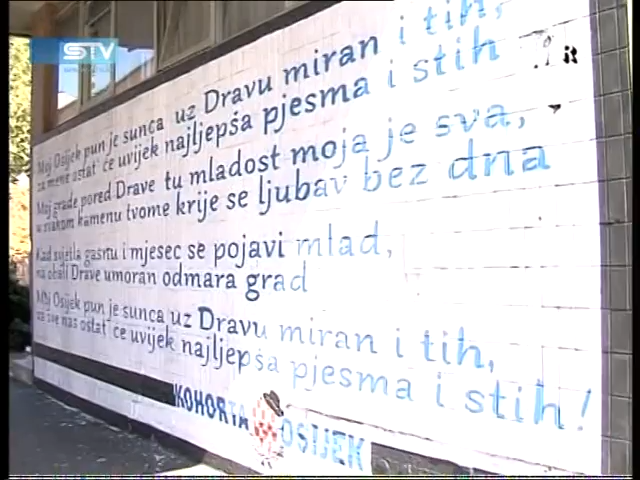 STV
Moj Osijek pun je sunca uz Dravu miran i tih,
za mene ostat' će uvijek najljepša pjesma i stih
Moj grade pored Drave tu mladost moja je sva,
u svakom kamenu tvome krije se ljubav bez dna
Kad svjetla gasnu i mjesec se pojavi mlad,
na obali Drave umoran odmara grad
Moj Osijek pun je sunca uz Dravu miran i tih,
za sve nas ostat' će uvijek najljepša pjesma i stih!
KOHORTA OSIJEK